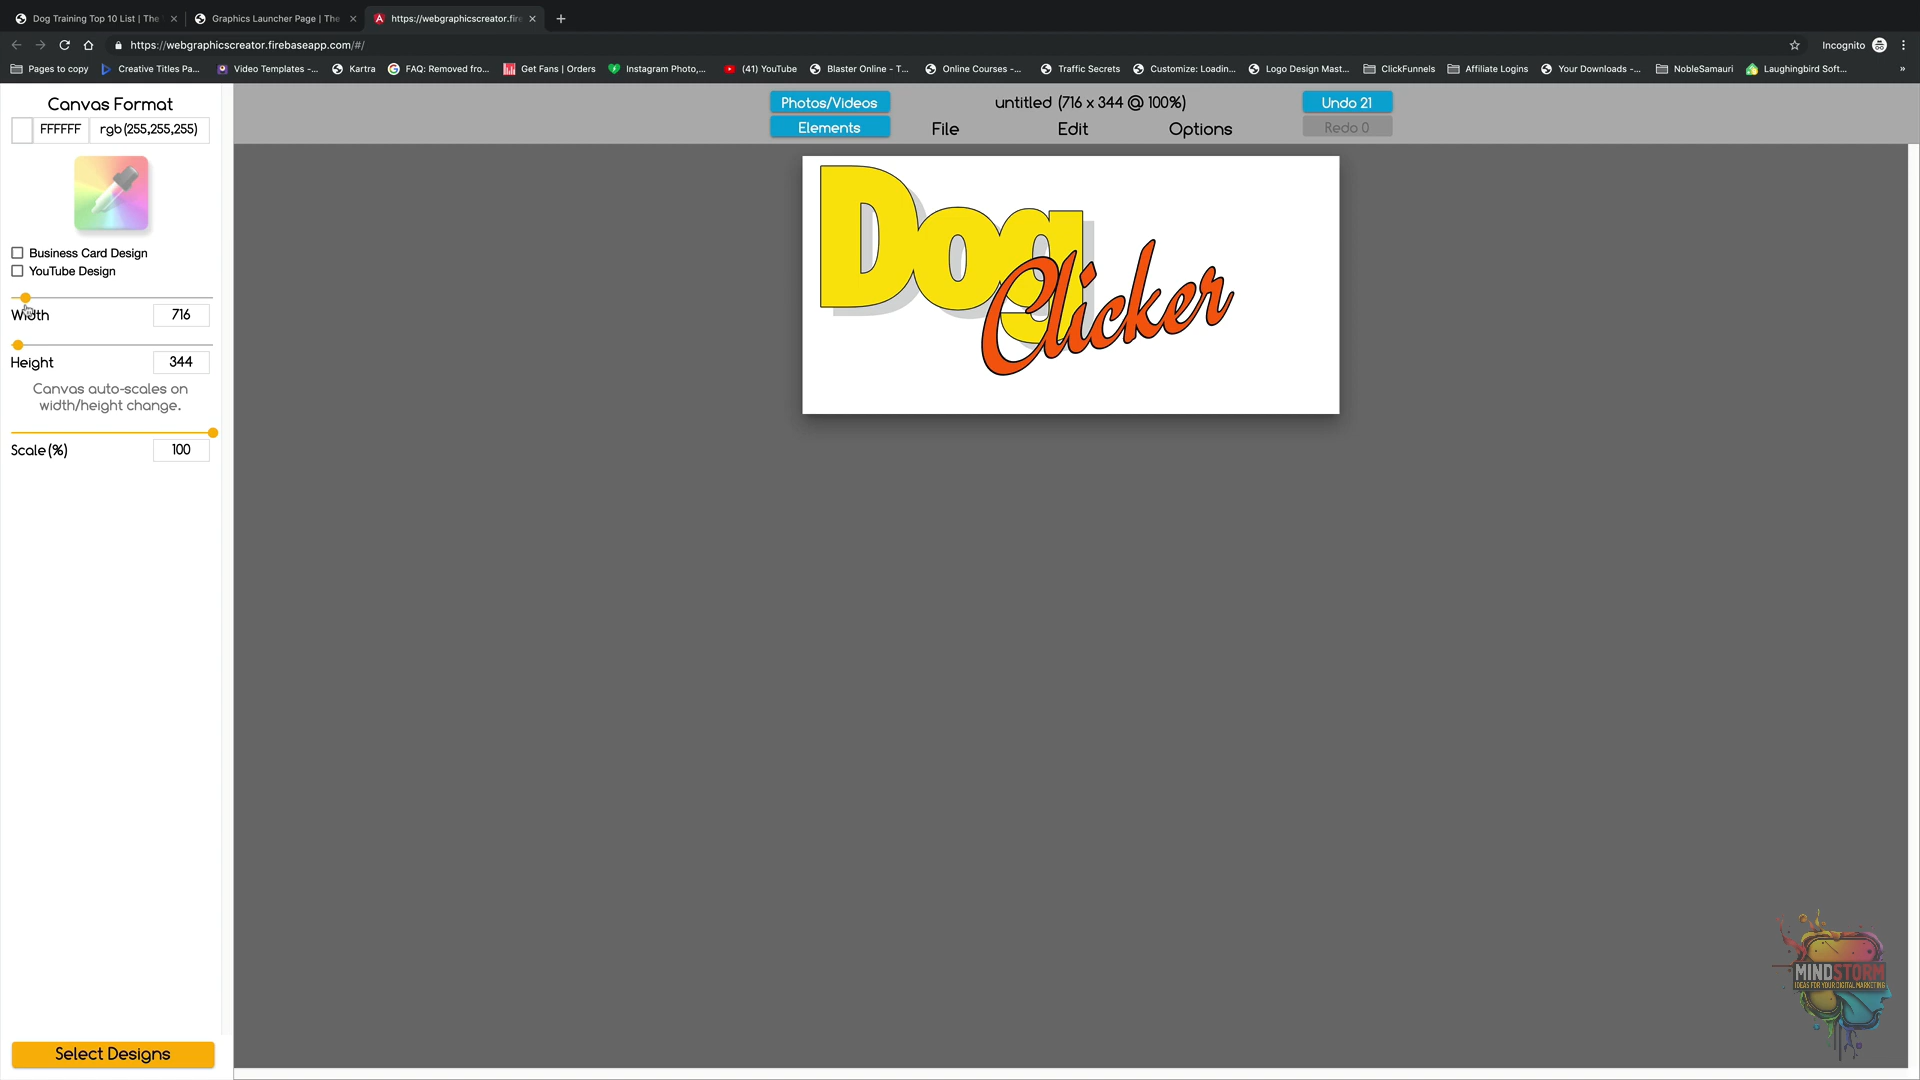 Dog Training Top 10 List | The
Graphics Launcher Page | The
https://webgraphicscreator.fire
https://webgraphicscreator.firebaseapp.com/#/
Incognito
Pages to copy
Creative Titles Pa...
Video Templates -...
Kartra
FAQ: Removed fro...
Get Fans | Orders
Instagram Photo,...
(41) YouTube
Blaster Online - T...
Online Courses -...
Traffic Secrets
Customize: Loadin...
Logo Design Mast...
ClickFunnels
Affiliate Logins
Your Downloads -...
NobleSamauri
Laughingbird Soft...
»
Canvas Format
FFFFFF rgb(255,255,255)
Business Card Design
YouTube Design
Width 716
Height 344
Canvas auto-scales on
width/height change.
Scale(%) 100
Select Designs
Photos/Videos
Elements
untitled (716 x 344 @ 100%)
File Edit Options
Undo 21
Redo 0
Dog
Clicker
MINDSTORM
IDEAS FOR YOUR DIGITAL MARKETING